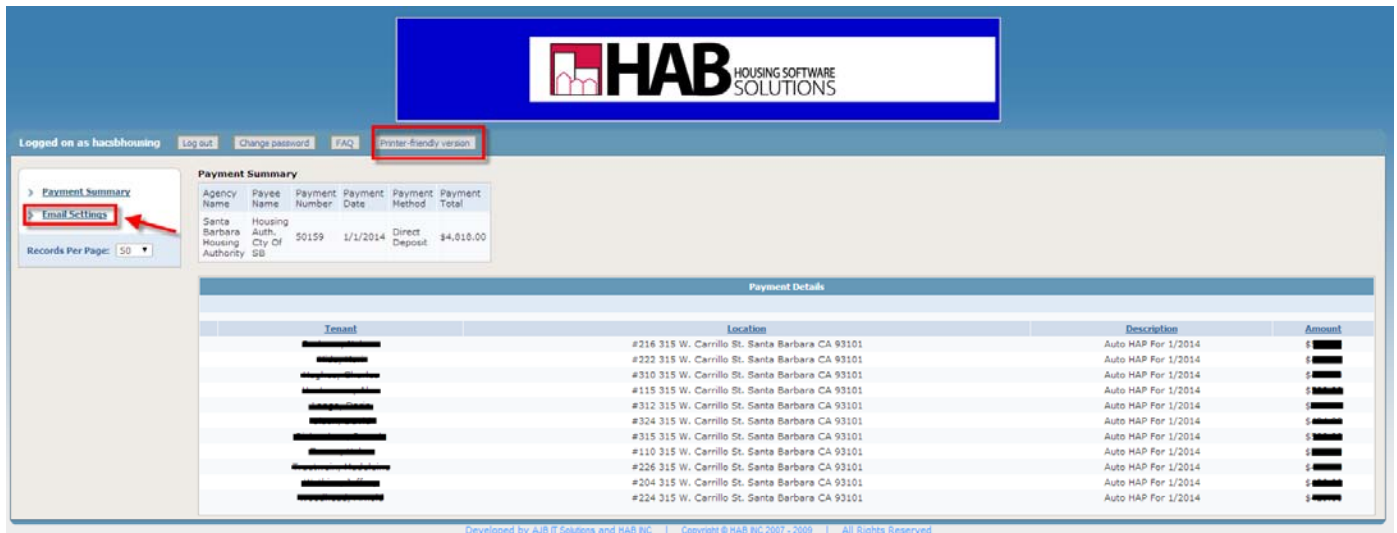 HAB HOUSING SOFTWARE SOLUTIONS
Logged on as hacsbhousing Log out Change password FAQ Printer-friendly version
> Payment Summary
> Email Settings
Records Per Page: 50
Payment Summary
Agency Name Payee Name Payment Number Payment Date Payment Method Payment Total
Santa Barbara Housing Authority Housing Auth. Cty Of SB 50159 1/1/2014 Direct Deposit $4,818.00
Payment Details
Tenant Location Description Amount
#216 315 W. Carrillo St. Santa Barbara CA 93101 Auto HAP For 1/2014 $
#222 315 W. Carrillo St. Santa Barbara CA 93101 Auto HAP For 1/2014 $
#310 315 W. Carrillo St. Santa Barbara CA 93101 Auto HAP For 1/2014 $
#115 315 W. Carrillo St. Santa Barbara CA 93101 Auto HAP For 1/2014 $
#312 315 W. Carrillo St. Santa Barbara CA 93101 Auto HAP For 1/2014 $
#324 315 W. Carrillo St. Santa Barbara CA 93101 Auto HAP For 1/2014 $
#315 315 W. Carrillo St. Santa Barbara CA 93101 Auto HAP For 1/2014 $
#110 315 W. Carrillo St. Santa Barbara CA 93101 Auto HAP For 1/2014 $
#226 315 W. Carrillo St. Santa Barbara CA 93101 Auto HAP For 1/2014 $
#204 315 W. Carrillo St. Santa Barbara CA 93101 Auto HAP For 1/2014 $
#224 315 W. Carrillo St. Santa Barbara CA 93101 Auto HAP For 1/2014 $
Developed by AJB IT Solutions and HAB INC | Copyright © HAB INC 2007 - 2009 | All Rights Reserved